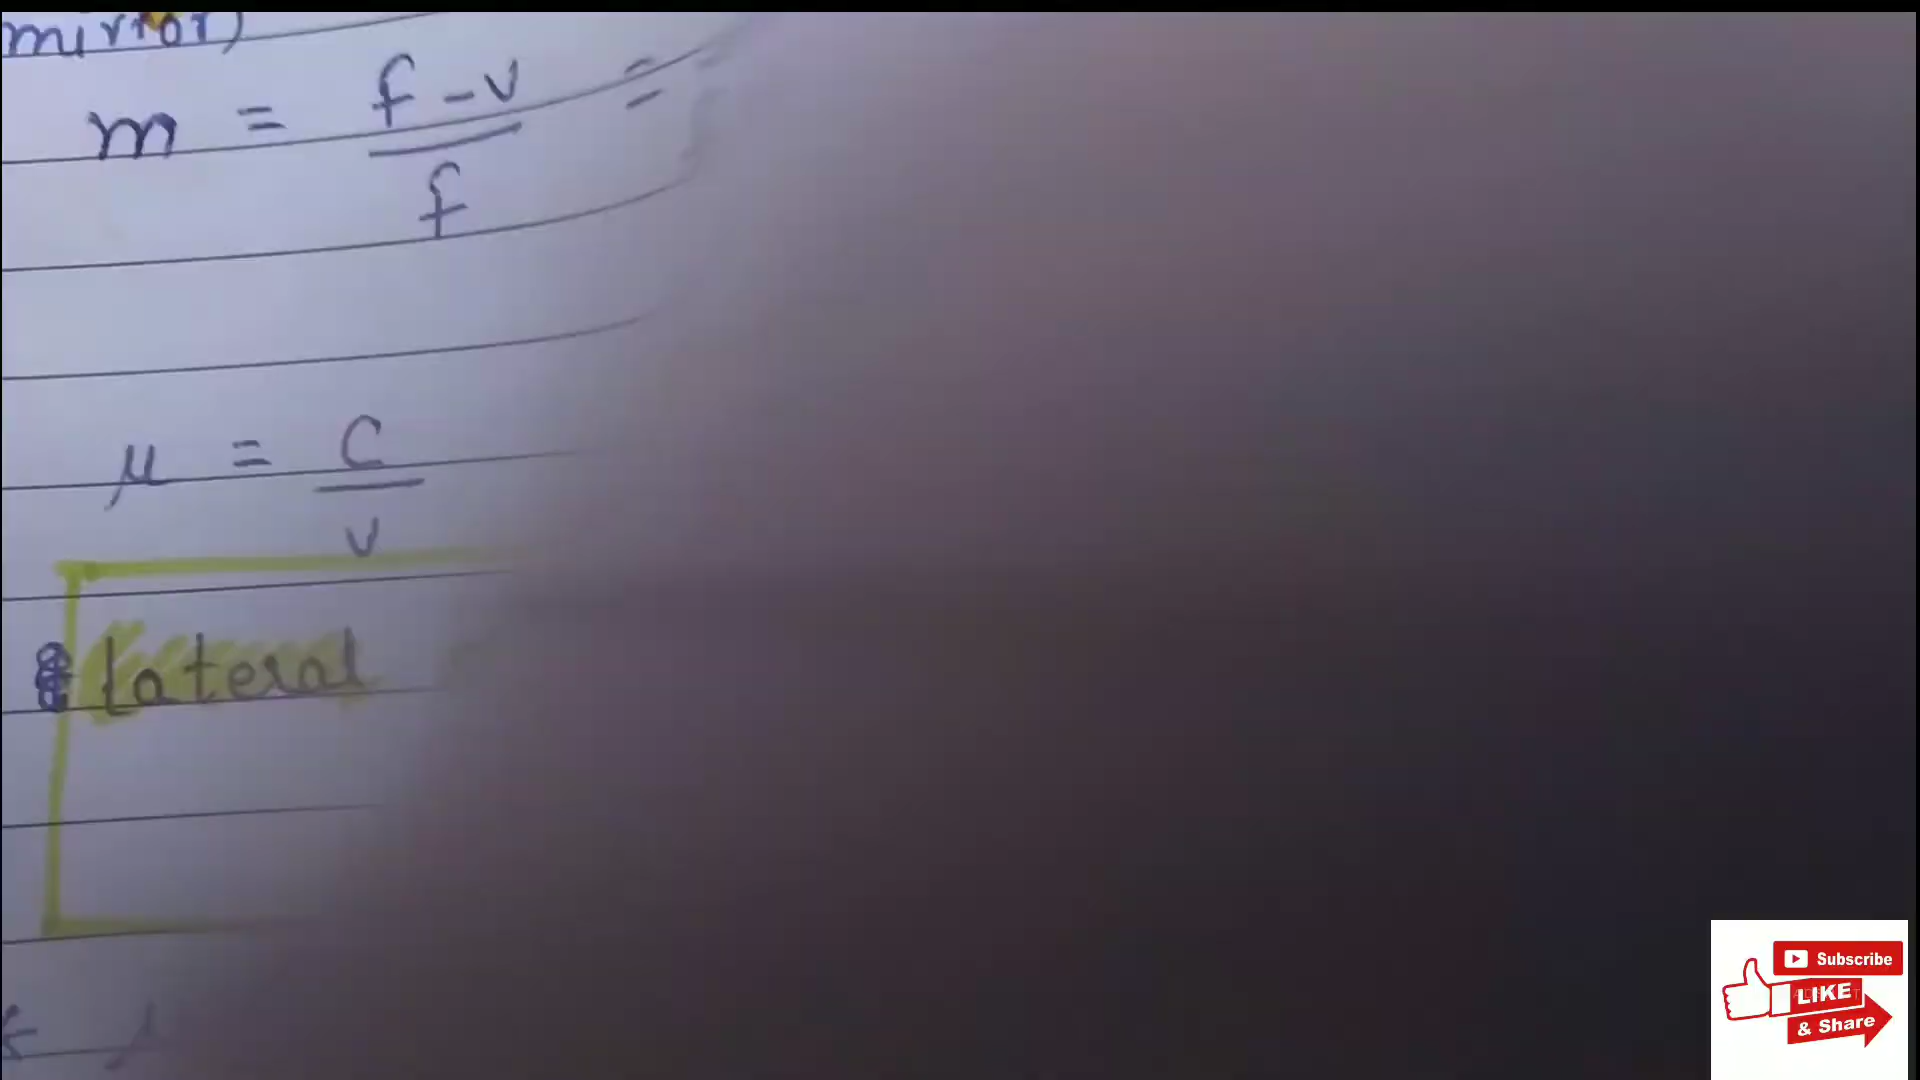 mirror)
m = f - v =
f
μ = c
v
lateral
Subscribe
LIKE
& Share